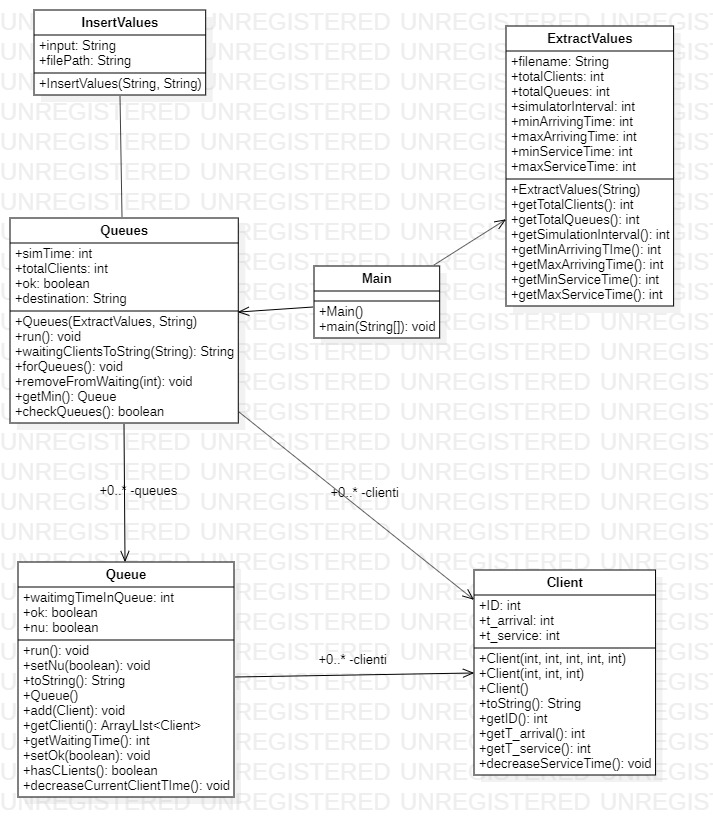 InsertValues
+input: String
+filePath: String
+InsertValues(String, String)
ExtractValues
+filename: String
+totalClients: int
+totalQueues: int
+simulatorInterval: int
+minArrivingTime: int
+maxArrivingTime: int
+minServiceTime: int
+maxServiceTime: int
+ExtractValues(String)
+getTotalClients(): int
+getTotalQueues(): int
+getSimulationInterval(): int
+getMinArrivingTIme(): int
+getMaxArrivingTime(): int
+getMinServiceTime(): int
+getMaxServiceTime(): int
Queues
+simTime: int
+totalClients: int
+ok: boolean
+destination: String
+Queues(ExtractValues, String)
+run(): void
+waitingClientsToString(String): String
+forQueues(): void
+removeFromWaiting(int): void
+getMin(): Queue
+checkQueues(): boolean
Main
+Main()
+main(String[]): void
+0..* -queues
+0..* -clienti
Queue
+waitimgTimeInQueue: int
+ok: boolean
+nu: boolean
+run(): void
+setNu(boolean): void
+toString(): String
+Queue()
+add(Client): void
+getClienti(): ArrayLIst<Client>
+getWaitingTime(): int
+setOk(boolean): void
+hasCLients(): boolean
+decreaseCurrentClientTIme(): void
+0..* -clienti
Client
+ID: int
+t_arrival: int
+t_service: int
+Client(int, int, int, int, int)
+Client(int, int, int)
+Client()
+toString(): String
+getID(): int
+getT_arrival(): int
+getT_service(): int
+decreaseServiceTime(): void
UNREGISTERED